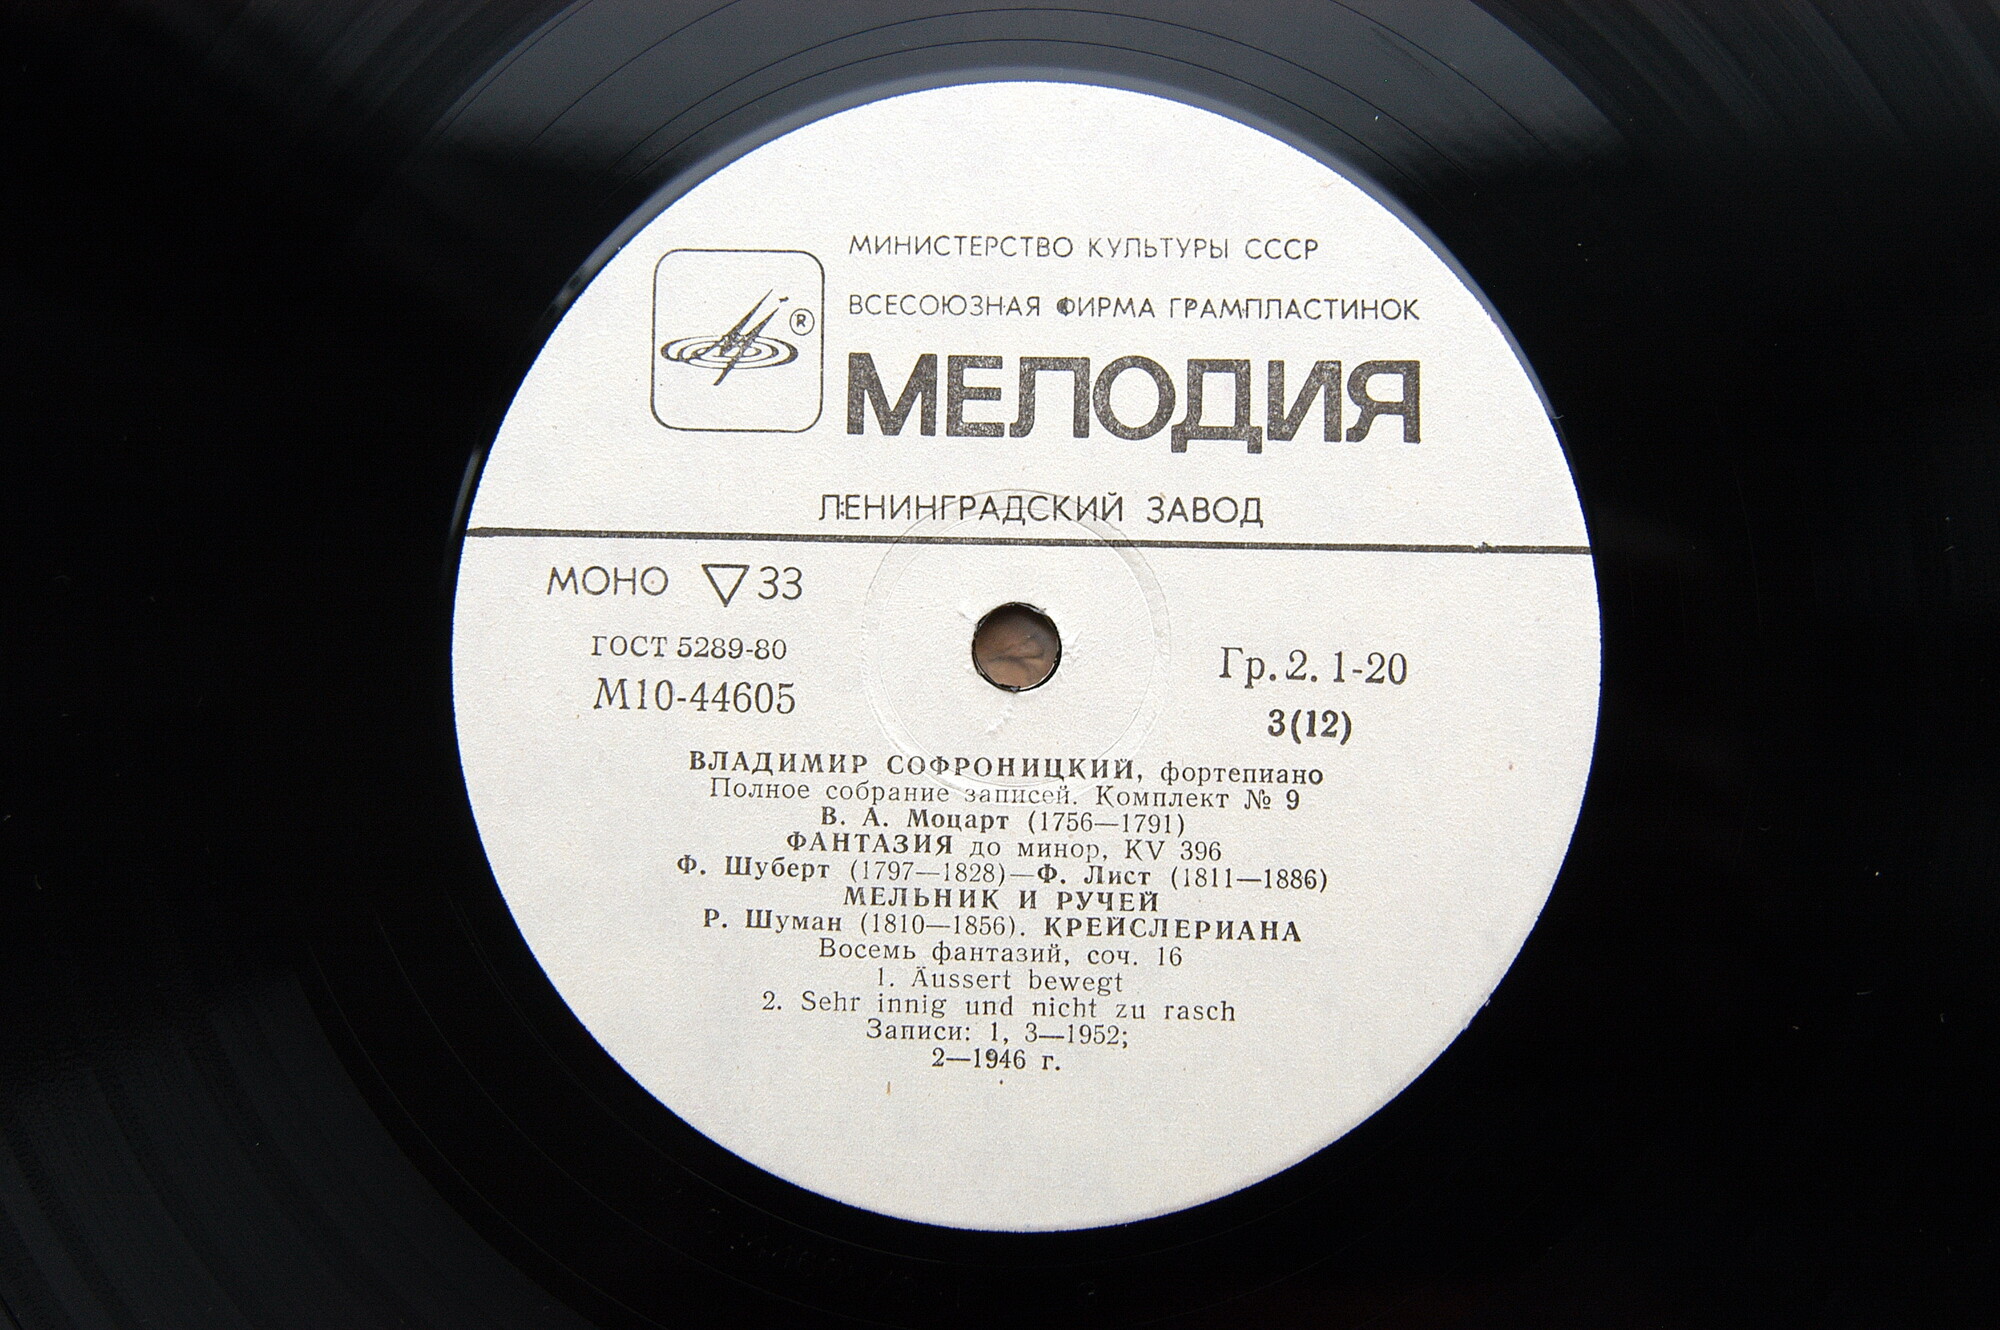 МИНИСТЕРСТВО КУЛЬТУРЫ СССР
ВСЕСОЮЗНАЯ ФИРМА ГРАМПЛАСТИНОК
®
МЕЛОДИЯ
ЛЕНИНГРАДСКИЙ ЗАВОД
МОНО ▽ 33
ГОСТ 5289-80
М10-44605
Гр. 2. 1-20
3(12)
ВЛАДИМИР СОФРОНИЦКИЙ, фортепиано
Полное собрание записей. Комплект № 9
В. А. Моцарт (1756—1791)
ФАНТАЗИЯ до минор, KV 396
Ф. Шуберт (1797—1828)—Ф. Лист (1811—1886)
МЕЛЬНИК И РУЧЕЙ
Р. Шуман (1810—1856). КРЕЙСЛЕРИАНА
Восемь фантазий, соч. 16
1. Äussert bewegt
2. Sehr innig und nicht zu rasch
Записи: 1, 3—1952;
2—1946 г.